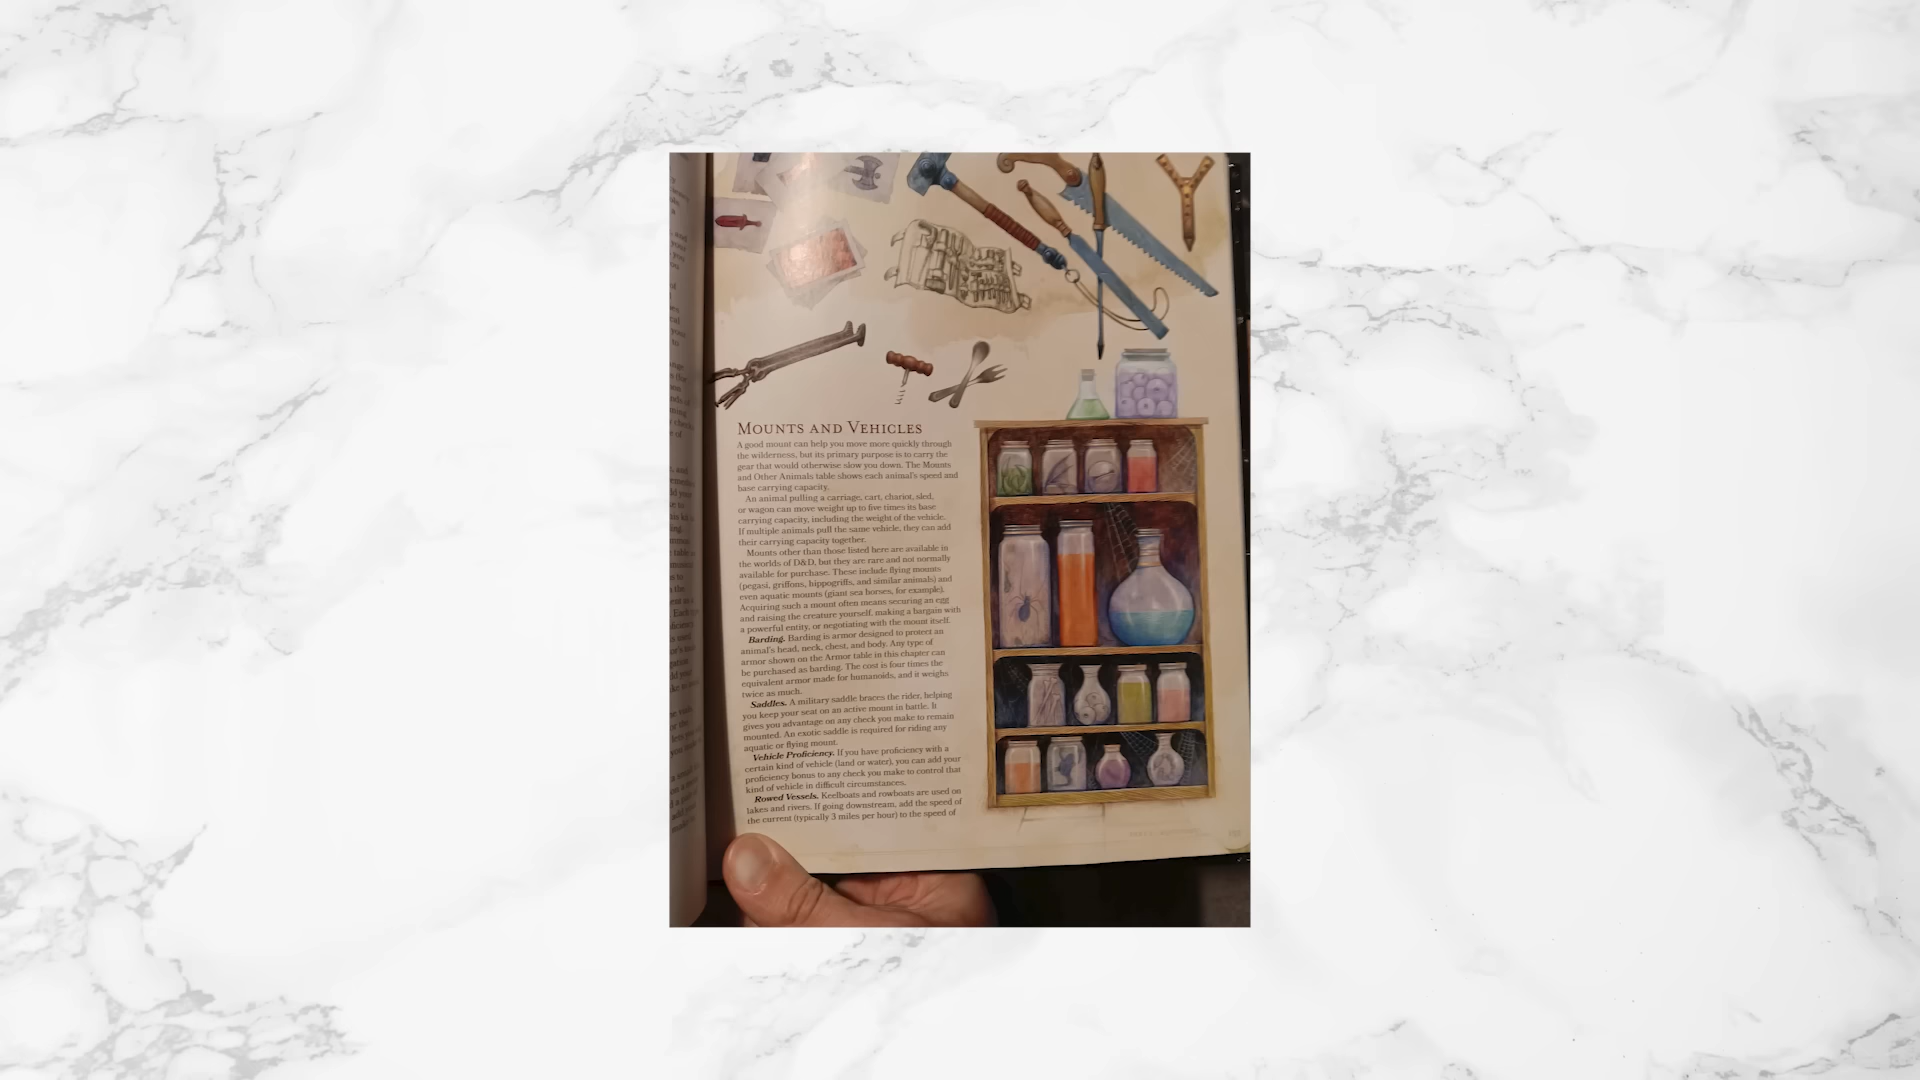 MOUNTS AND VEHICLES
A good mount can help you move more quickly through
the wilderness, but its primary purpose is to carry the
gear that would otherwise slow you down. The Mounts
and Other Animals table shows each animal's speed and
base carrying capacity.
An animal pulling a carriage, cart, chariot, sled,
or wagon can move weight up to five times its base
carrying capacity, including the weight of the vehicle.
If multiple animals pull the same vehicle, they can add
their carrying capacity together.
Mounts other than those listed here are available in
the worlds of D&D, but they are rare and not normally
available for purchase. These include flying mounts
(pegasi, griffons, hippogriffs, and similar animals) and
even aquatic mounts (giant sea horses, for example).
Acquiring such a mount often means securing an egg
and raising the creature yourself, making a bargain with
a powerful entity, or negotiating with the mount itself.
Barding. Barding is armor designed to protect an
animal's head, neck, chest, and body. Any type of
armor shown on the Armor table in this chapter can
be purchased as barding. The cost is four times the
equivalent armor made for humanoids, and it weighs
twice as much.
Saddles. A military saddle braces the rider, helping
you keep your seat on an active mount in battle. It
gives you advantage on any check you make to remain
mounted. An exotic saddle is required for riding any
aquatic or flying mount.
Vehicle Proficiency. If you have proficiency with a
certain kind of vehicle (land or water), you can add your
proficiency bonus to any check you make to control that
kind of vehicle in difficult circumstances.
Rowed Vessels. Keelboats and rowboats are used on
lakes and rivers. If going downstream, add the speed of
the current (typically 3 miles per hour) to the speed of